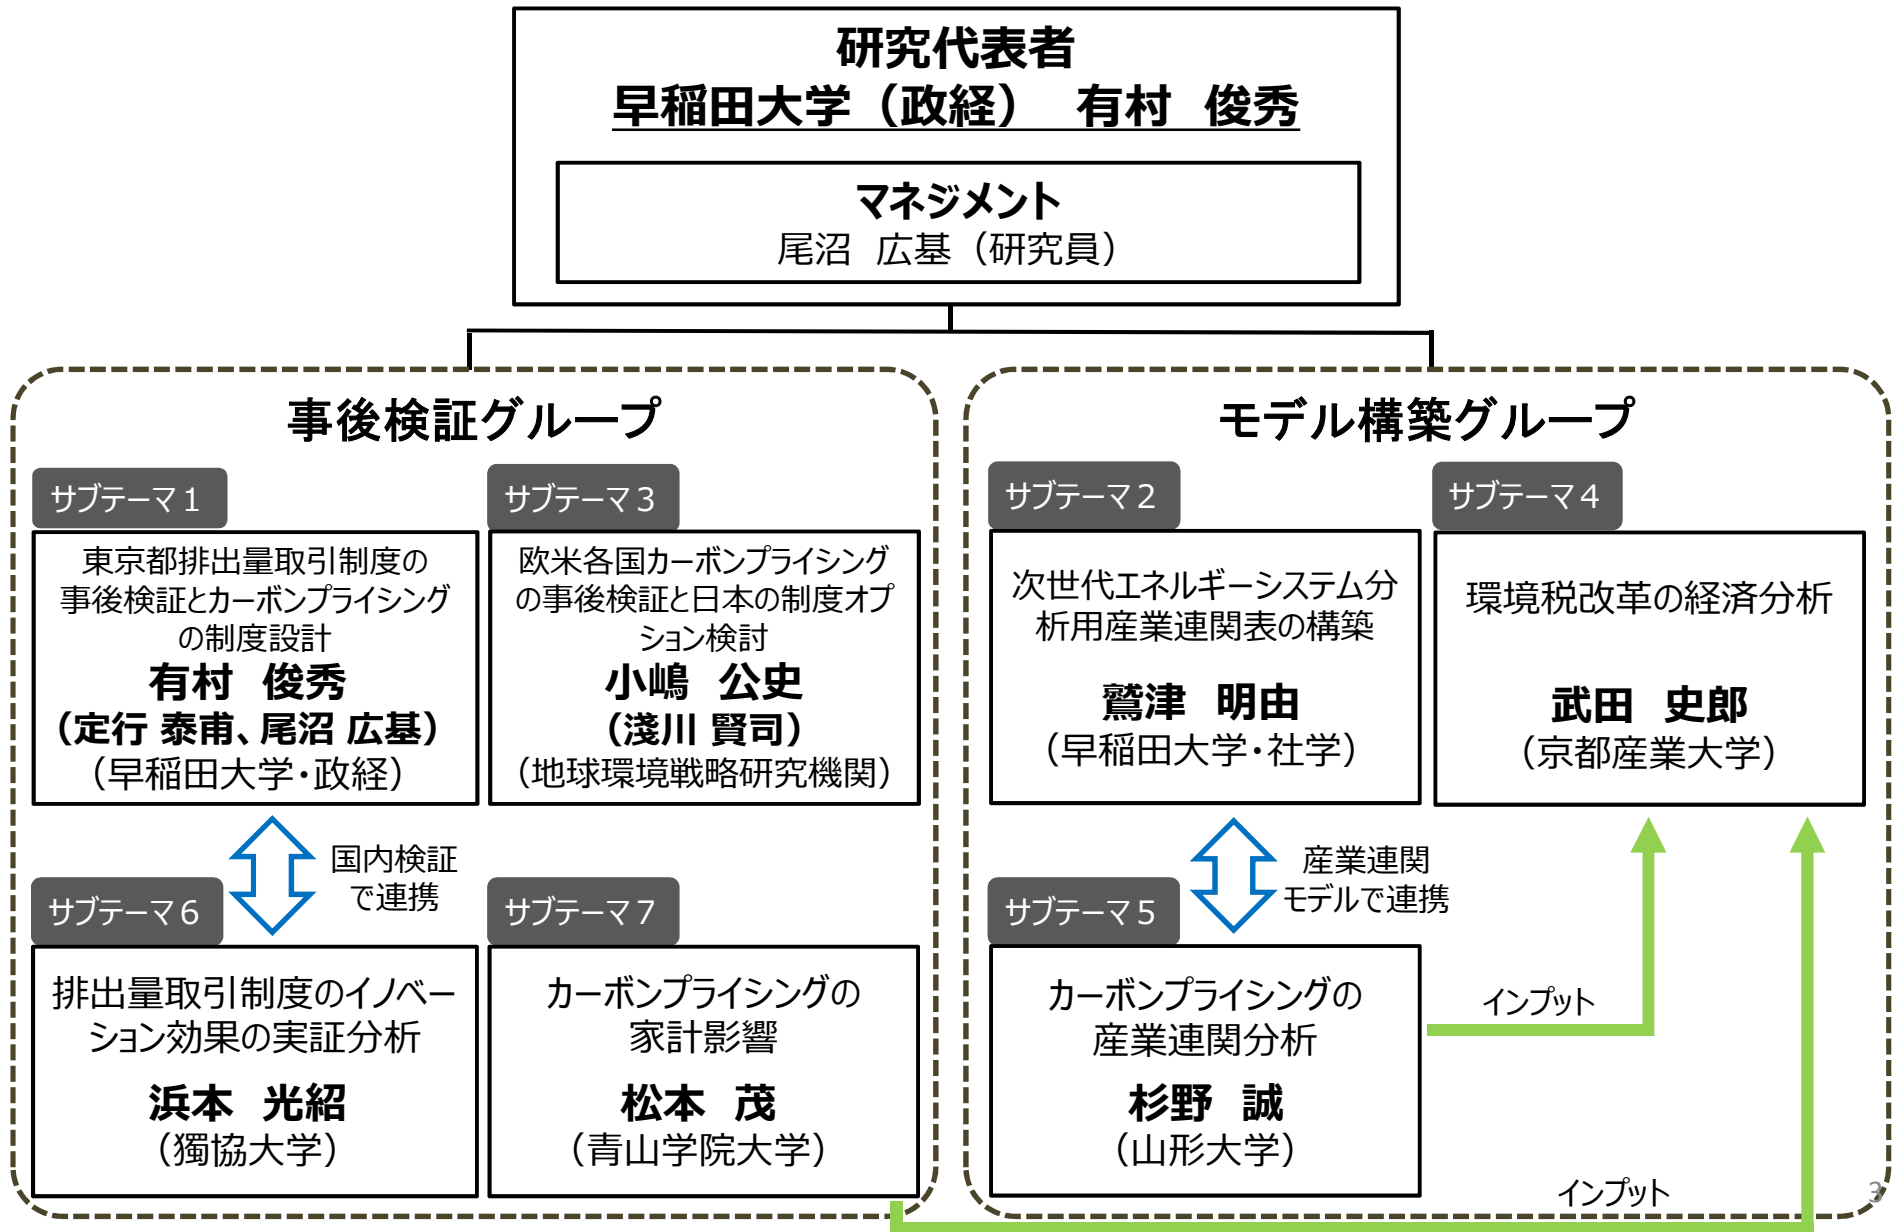 研究代表者
早稲田大学（政経）　有村　俊秀
マネジメント
尾沼　広基（研究員）
事後検証グループ
サブテーマ１
東京都排出量取引制度の
事後検証とカーボンプライシング
の制度設計
有村　俊秀
（定行 泰甫、尾沼 広基）
（早稲田大学・政経）
サブテーマ３
欧米各国カーボンプライシング
の事後検証と日本の制度オプ
ション検討
小嶋　公史
（淺川 賢司）
（地球環境戦略研究機関）
国内検証
で連携
サブテーマ６
排出量取引制度のイノベー
ション効果の実証分析
浜本　光紹
（獨協大学）
サブテーマ７
カーボンプライシングの
家計影響
松本　茂
（青山学院大学）
モデル構築グループ
サブテーマ２
次世代エネルギーシステム分
析用産業連関表の構築
鷲津　明由
（早稲田大学・社学）
サブテーマ４
環境税改革の経済分析
武田　史郎
（京都産業大学）
産業連関
モデルで連携
サブテーマ５
カーボンプライシングの
産業連関分析
杉野　誠
（山形大学）
インプット
インプット
3